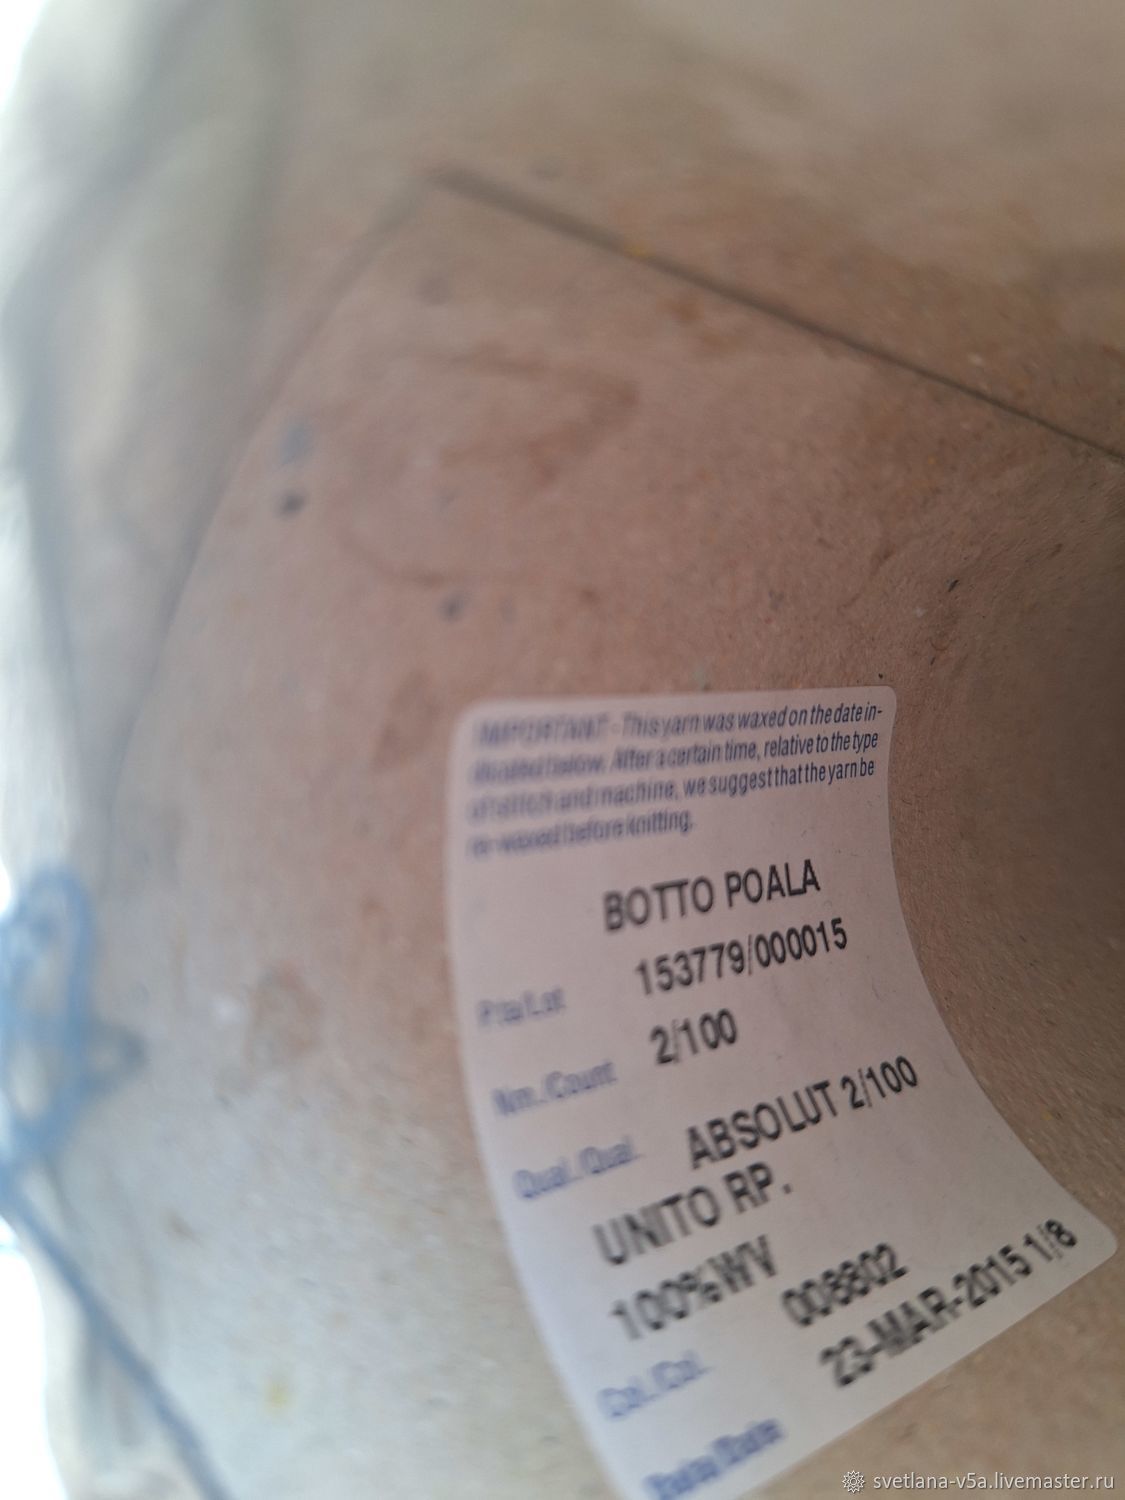 IMPORTANT - This yarn was waxed on the date in-
dicated below. After a certain time, relative to the type
of stitch and machine, we suggest that the yarn be
re-waxed before knitting.
BOTTO POALA
P.ta/Lot 153779/000015
Nm./Count 2/100
Qual./Qual. ABSOLUT 2/100
UNITO RP.
100%WV
Col./Col. 006802
Data/Date 23-MAR-2015 1/8
svetlana-v5a.livemaster.ru